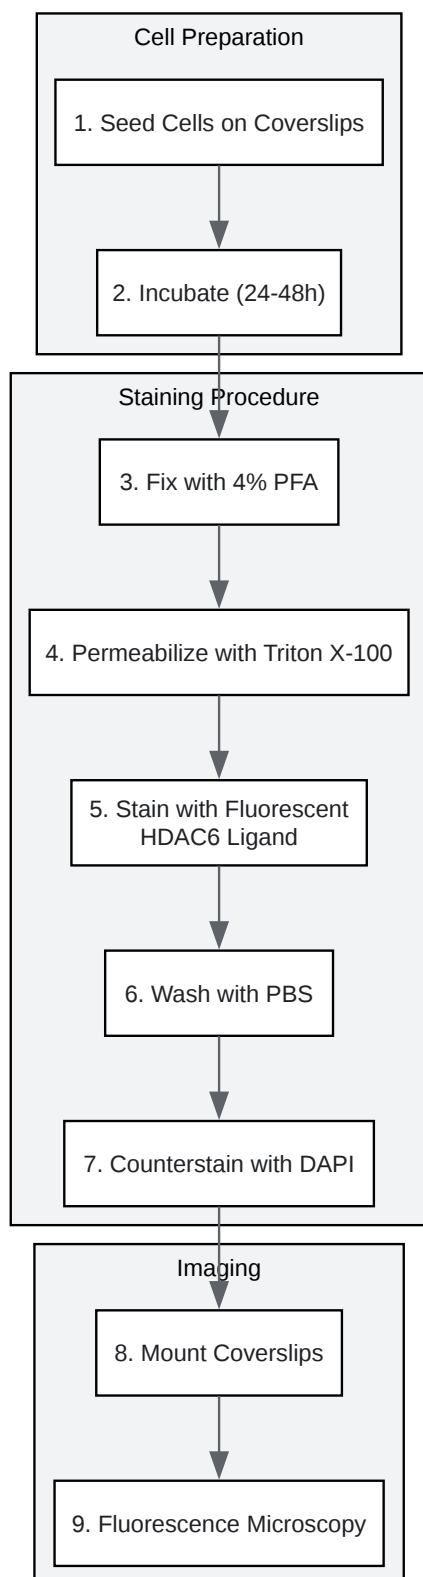 Cell Preparation
1. Seed Cells on Coverslips
2. Incubate (24-48h)
Staining Procedure
3. Fix with 4% PFA
4. Permeabilize with Triton X-100
5. Stain with Fluorescent
HDAC6 Ligand
6. Wash with PBS
7. Counterstain with DAPI
Imaging
8. Mount Coverslips
9. Fluorescence Microscopy